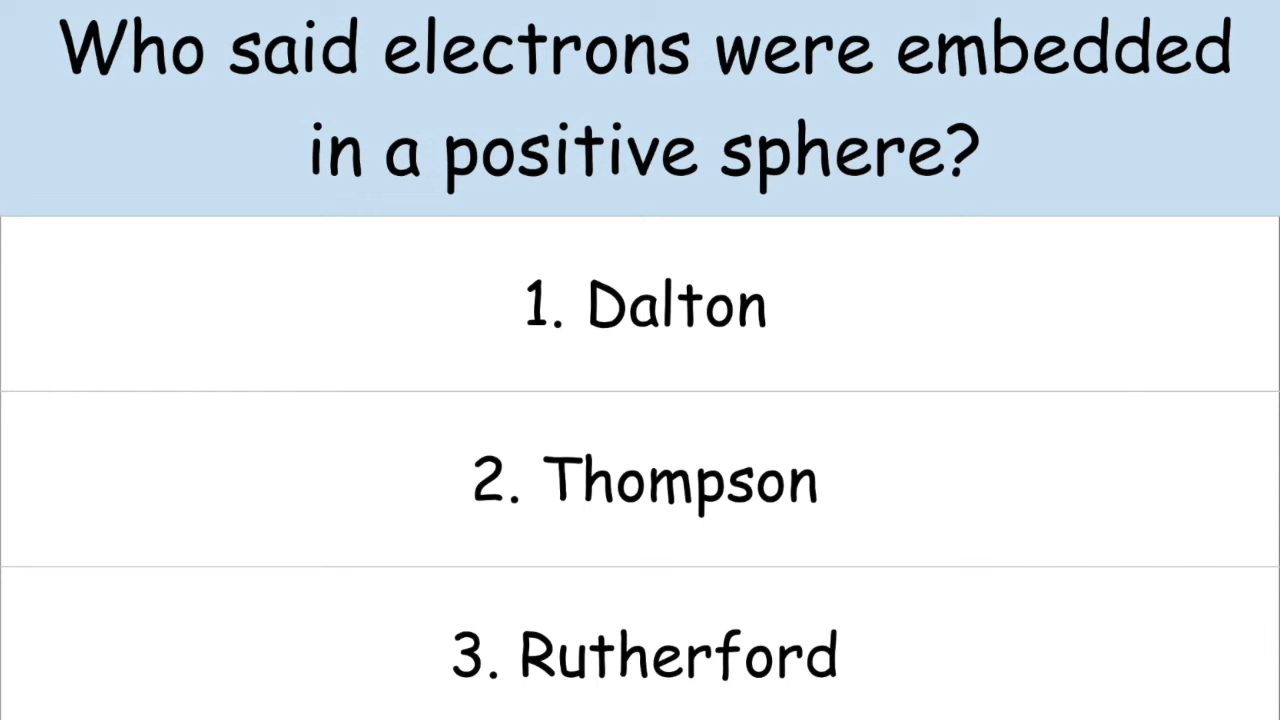 Who said electrons were embedded
in a positive sphere?
1. Dalton
2. Thompson
3. Rutherford